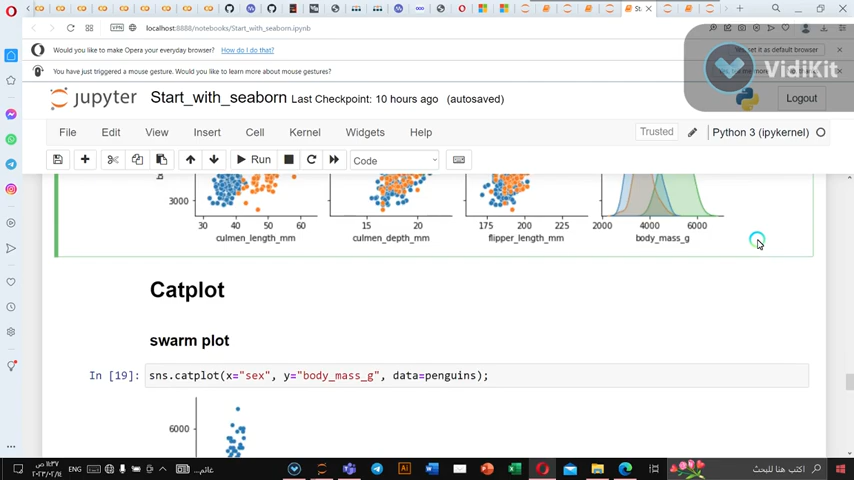 St
localhost:8888/notebooks/Start_with_seaborn.ipynb
VPN
Would you like to make Opera your everyday browser? How do I do that?
Yes, set it as default browser
You have just triggered a mouse gesture. Would you like to learn more about mouse gestures?
VidiKit
jupyter Start_with_seaborn Last Checkpoint: 10 hours ago (autosaved)
Logout
File Edit View Insert Cell Kernel Widgets Help
Trusted Python 3 (ipykernel)
Run Code
3000
30 40 50 60 15 20 175 200 225 2000 4000 6000
culmen_length_mm culmen_depth_mm flipper_length_mm body_mass_g
Catplot
swarm plot
In [19]: sns.catplot(x="sex", y="body_mass_g", data=penguins);
6000
ENG
غائم...
اكتب هنا للبحث